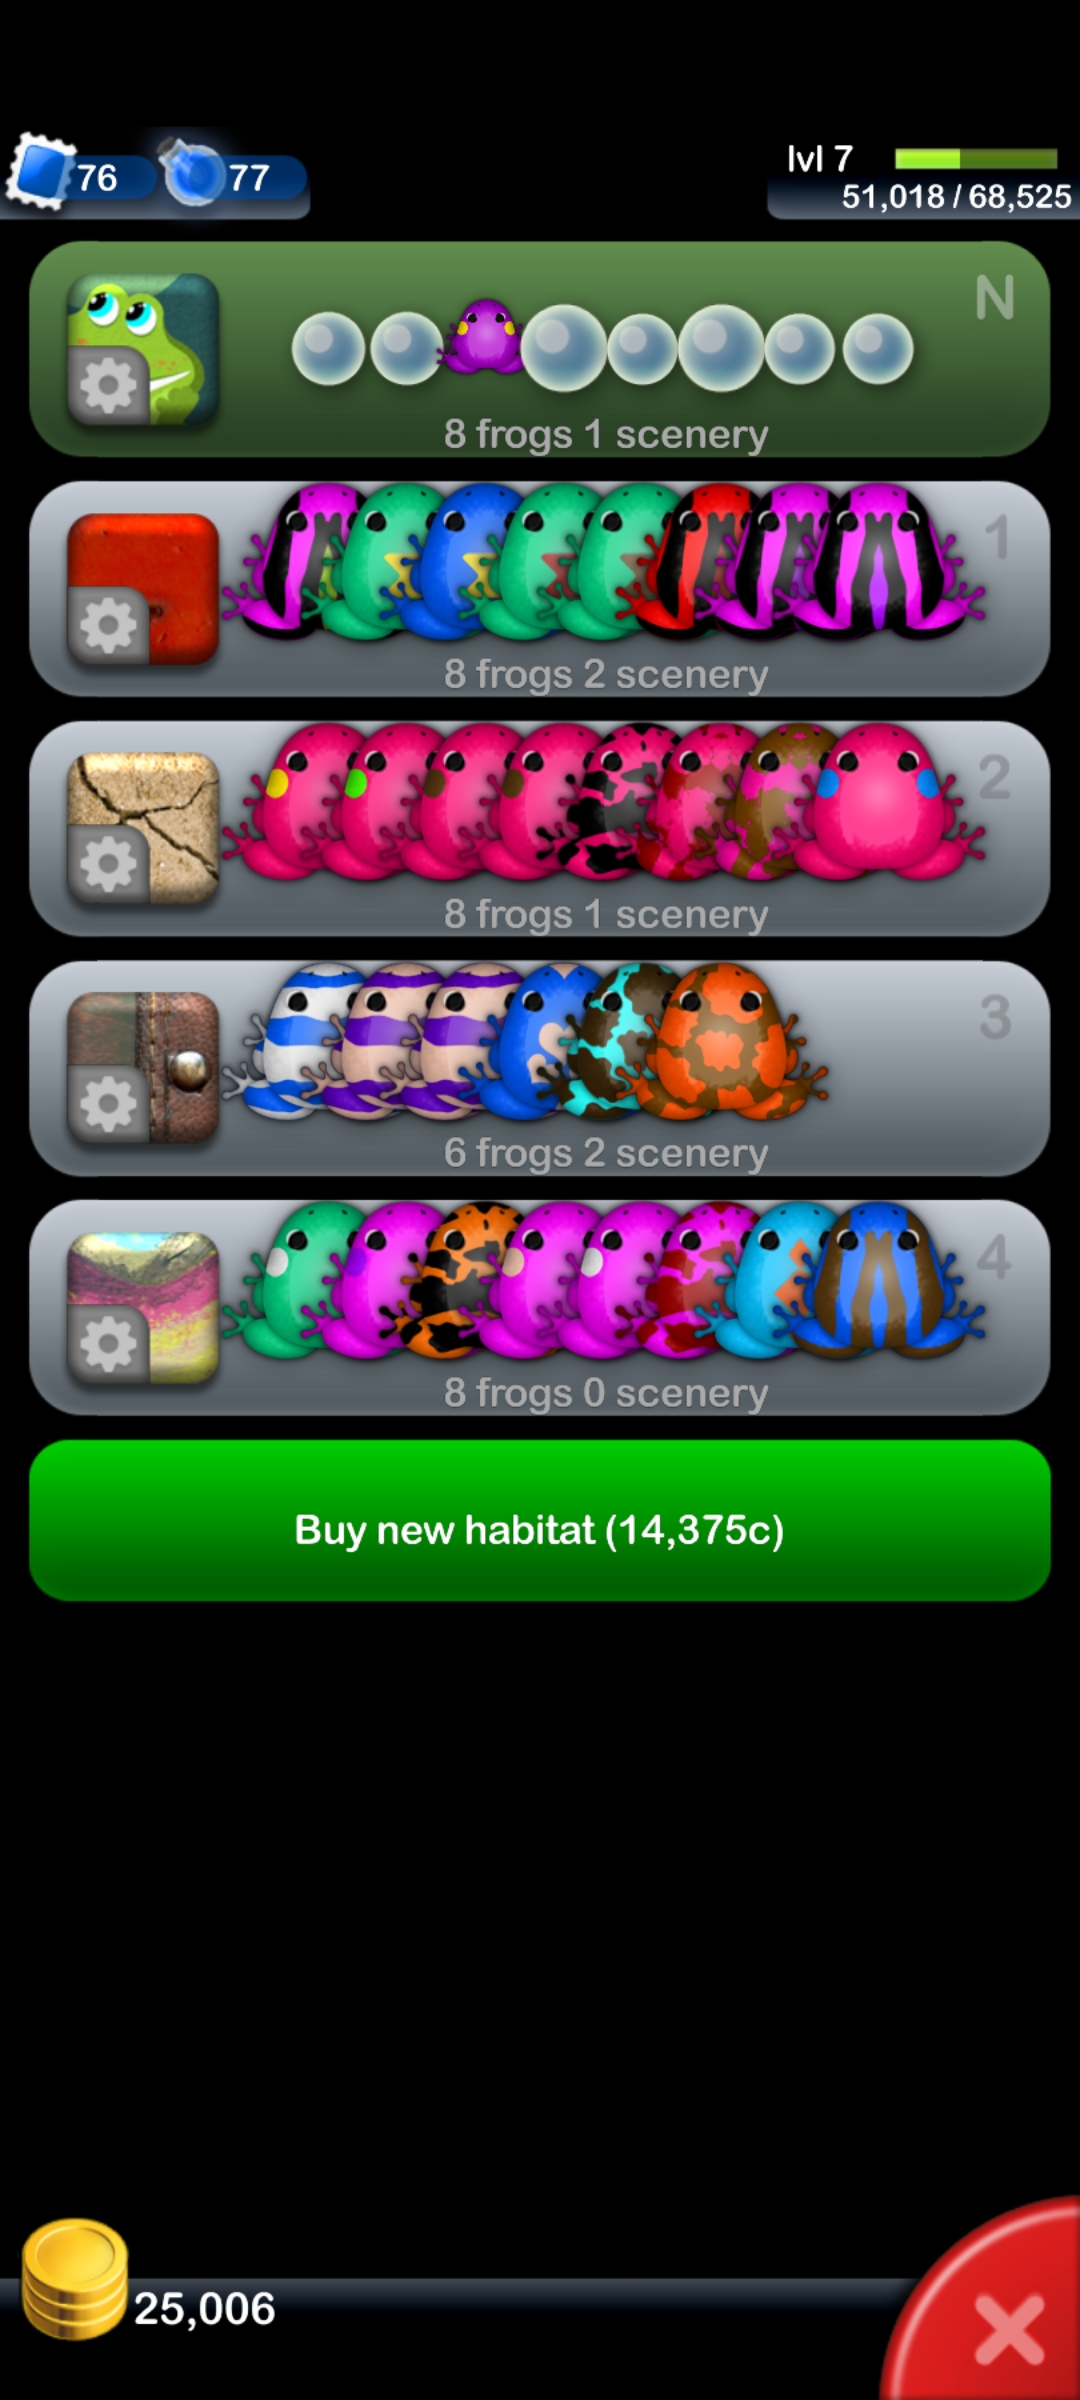 76
77
lvl 7
51,018 / 68,525
N
8 frogs 1 scenery
1
8 frogs 2 scenery
2
8 frogs 1 scenery
3
6 frogs 2 scenery
4
8 frogs 0 scenery
Buy new habitat (14,375c)
25,006